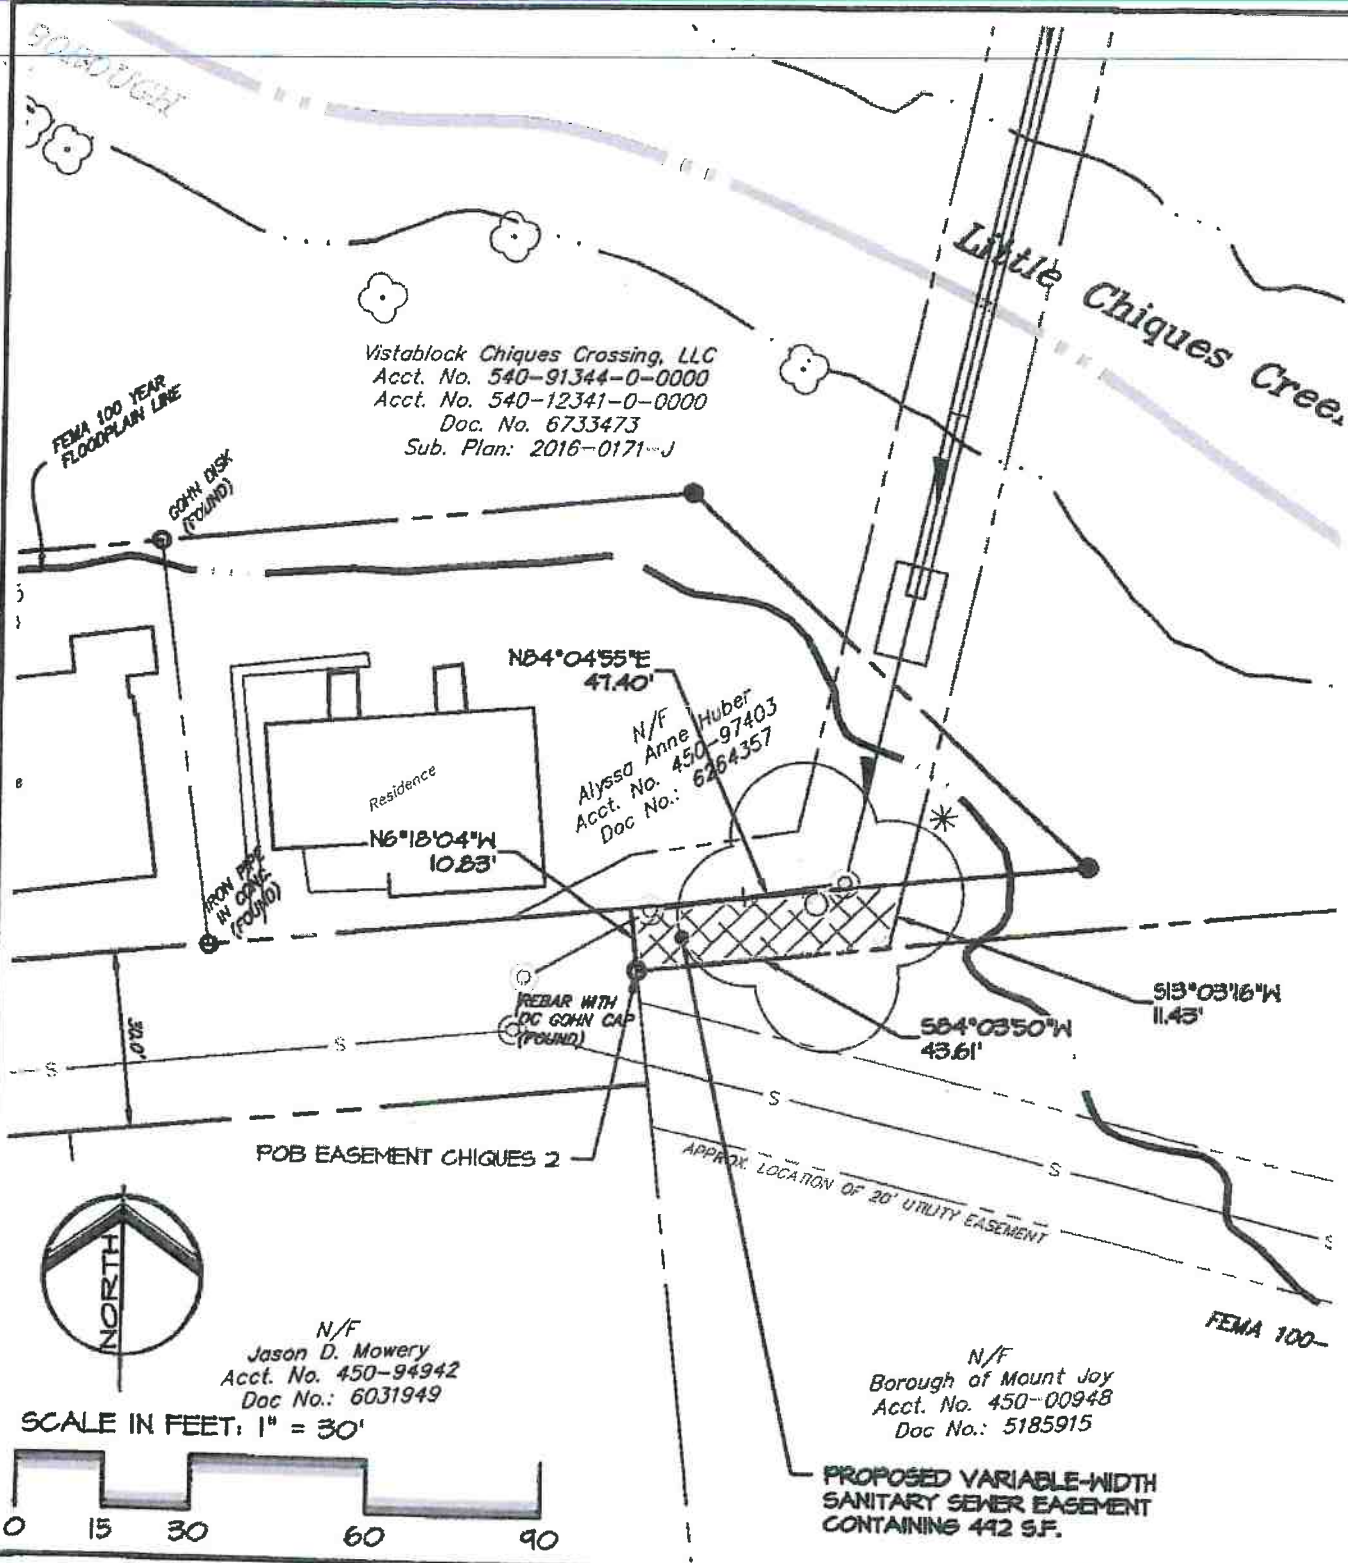 BOROUGH
Little Chiques Cree
Vistablock Chiques Crossing, LLC
Acct. No. 540-91344-0-0000
Acct. No. 540-12341-0-0000
Doc. No. 6733473
Sub. Plan: 2016-0171-J
FEMA 100 YEAR
FLOODPLAIN LINE
GOHN DISK
(FOUND)
N84°04'55"E
47.40'
N/F
Alyssa Anne Huber
Acct. No. 450-97403
Doc No.: 6264357
Residence
N6°18'04"W
10.83'
IRON PIPE
IN CONC.
(FOUND)
REBAR WITH
DC GOHN CAP
(FOUND)
S13°03'16"W
11.43'
S84°03'50"W
43.61'
30.0'
S
S
S
S
S
POB EASEMENT CHIQUES 2
APPROX. LOCATION OF 20' UTILITY EASEMENT
NORTH
FEMA 100-
N/F
Jason D. Mowery
Acct. No. 450-94942
Doc No.: 6031949
N/F
Borough of Mount Joy
Acct. No. 450-00948
Doc No.: 5185915
SCALE IN FEET: 1" = 30'
0 15 30 60 90
PROPOSED VARIABLE-WIDTH
SANITARY SEWER EASEMENT
CONTAINING 492 S.F.